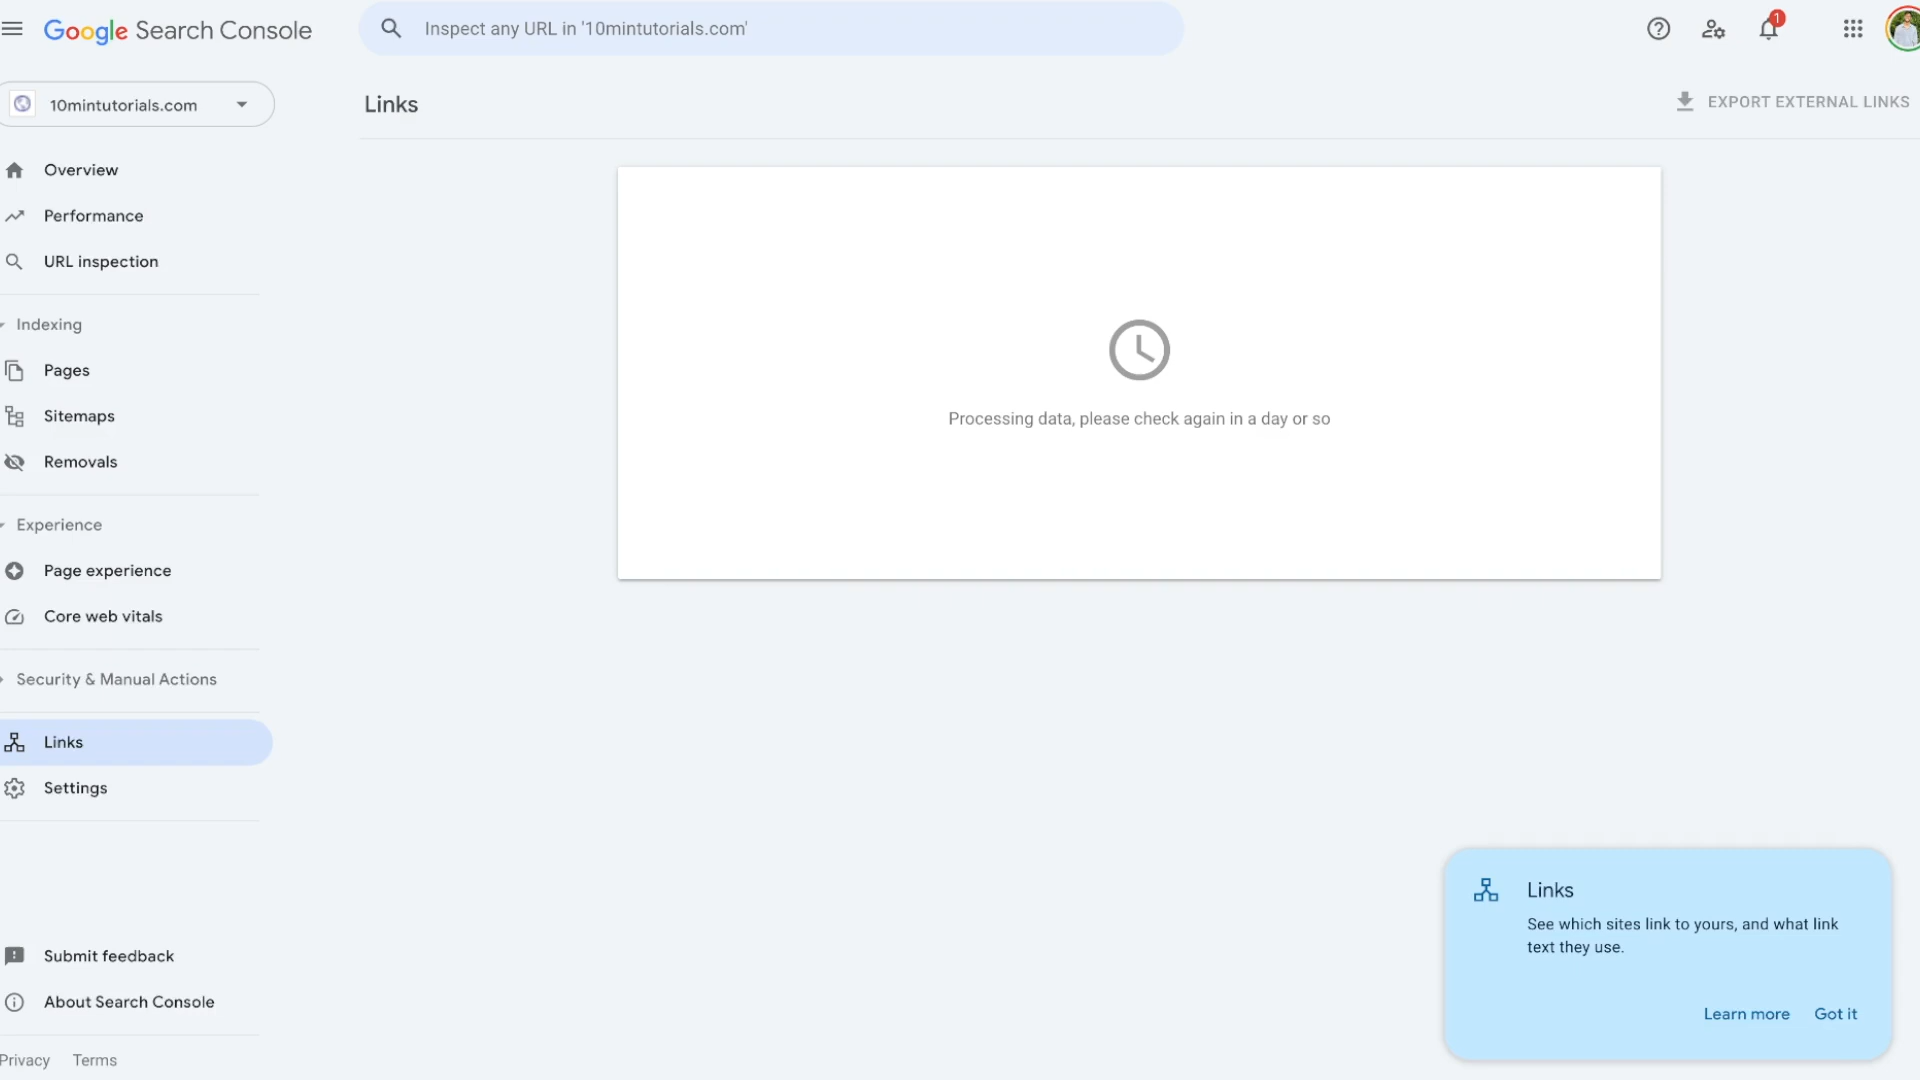 Google Search Console
Inspect any URL in '10mintutorials.com'
1
10mintutorials.com
Links
EXPORT EXTERNAL LINKS
Overview
Performance
URL inspection
Indexing
Pages
Sitemaps
Removals
Experience
Page experience
Core web vitals
Security & Manual Actions
Links
Settings
Submit feedback
About Search Console
Privacy Terms
Processing data, please check again in a day or so
Links
See which sites link to yours, and what link
text they use.
Learn more Got it